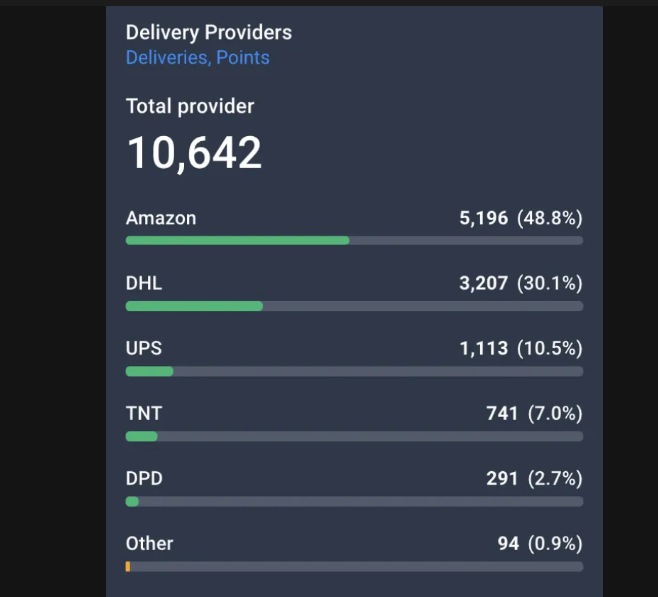 Delivery Providers
Deliveries, Points
Total provider
10,642
Amazon 5,196 (48.8%)
DHL 3,207 (30.1%)
UPS 1,113 (10.5%)
TNT 741 (7.0%)
DPD 291 (2.7%)
Other 94 (0.9%)